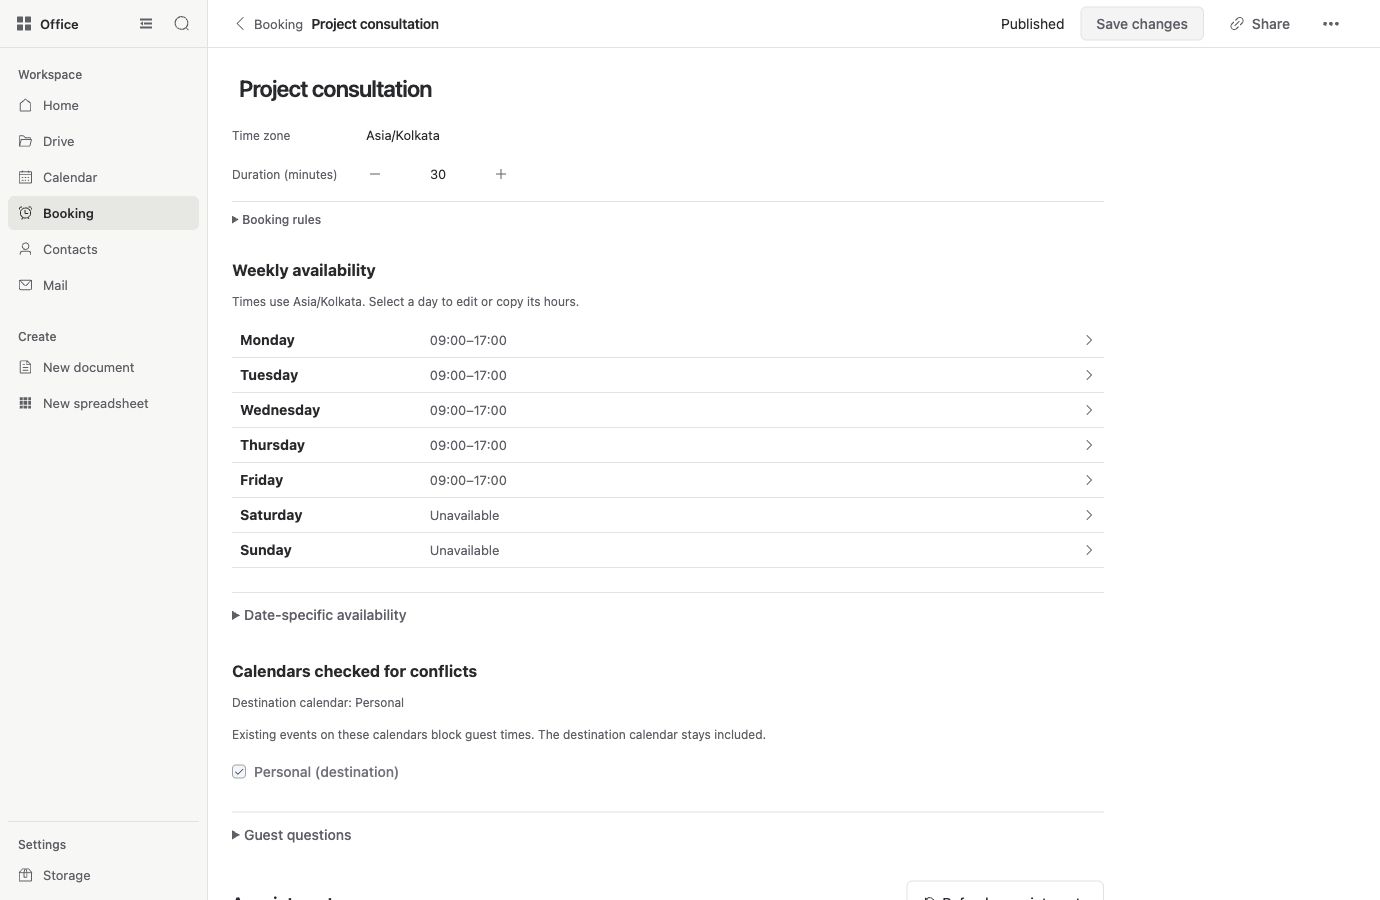 Office
Booking Project consultation
Published
Save changes
Share
Workspace
Home
Drive
Calendar
Booking
Contacts
Mail
Create
New document
New spreadsheet
Settings
Storage
Project consultation
Time zone Asia/Kolkata
Duration (minutes) − 30 +
Booking rules
Weekly availability
Times use Asia/Kolkata. Select a day to edit or copy its hours.
Monday 09:00–17:00
Tuesday 09:00–17:00
Wednesday 09:00–17:00
Thursday 09:00–17:00
Friday 09:00–17:00
Saturday Unavailable
Sunday Unavailable
Date-specific availability
Calendars checked for conflicts
Destination calendar: Personal
Existing events on these calendars block guest times. The destination calendar stays included.
Personal (destination)
Guest questions